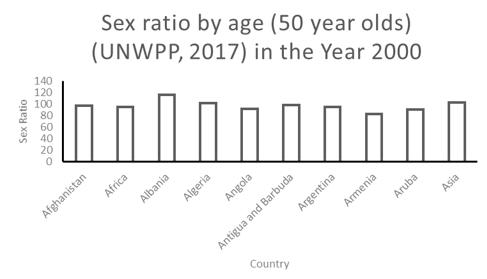 Sex ratio by age (50 year olds)
(UNWPP, 2017) in the Year 2000
140
120
100
80
60
40
20
0
Sex Ratio
Afghanistan
Africa
Albania
Algeria
Angola
Antigua and Barbuda
Argentina
Armenia
Aruba
Asia
Country